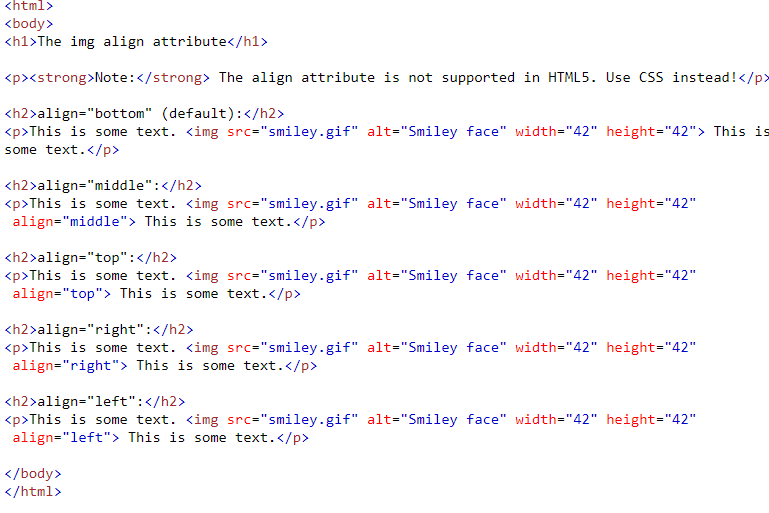 <html>
<body>
<h1>The img align attribute</h1>
<p><strong>Note:</strong> The align attribute is not supported in HTML5. Use CSS instead!</p>
<h2>align="bottom" (default):</h2>
<p>This is some text. <img src="smiley.gif" alt="Smiley face" width="42" height="42"> This is
some text.</p>
<h2>align="middle":</h2>
<p>This is some text. <img src="smiley.gif" alt="Smiley face" width="42" height="42"
align="middle"> This is some text.</p>
<h2>align="top":</h2>
<p>This is some text. <img src="smiley.gif" alt="Smiley face" width="42" height="42"
align="top"> This is some text.</p>
<h2>align="right":</h2>
<p>This is some text. <img src="smiley.gif" alt="Smiley face" width="42" height="42"
align="right"> This is some text.</p>
<h2>align="left":</h2>
<p>This is some text. <img src="smiley.gif" alt="Smiley face" width="42" height="42"
align="left"> This is some text.</p>
</body>
</html>